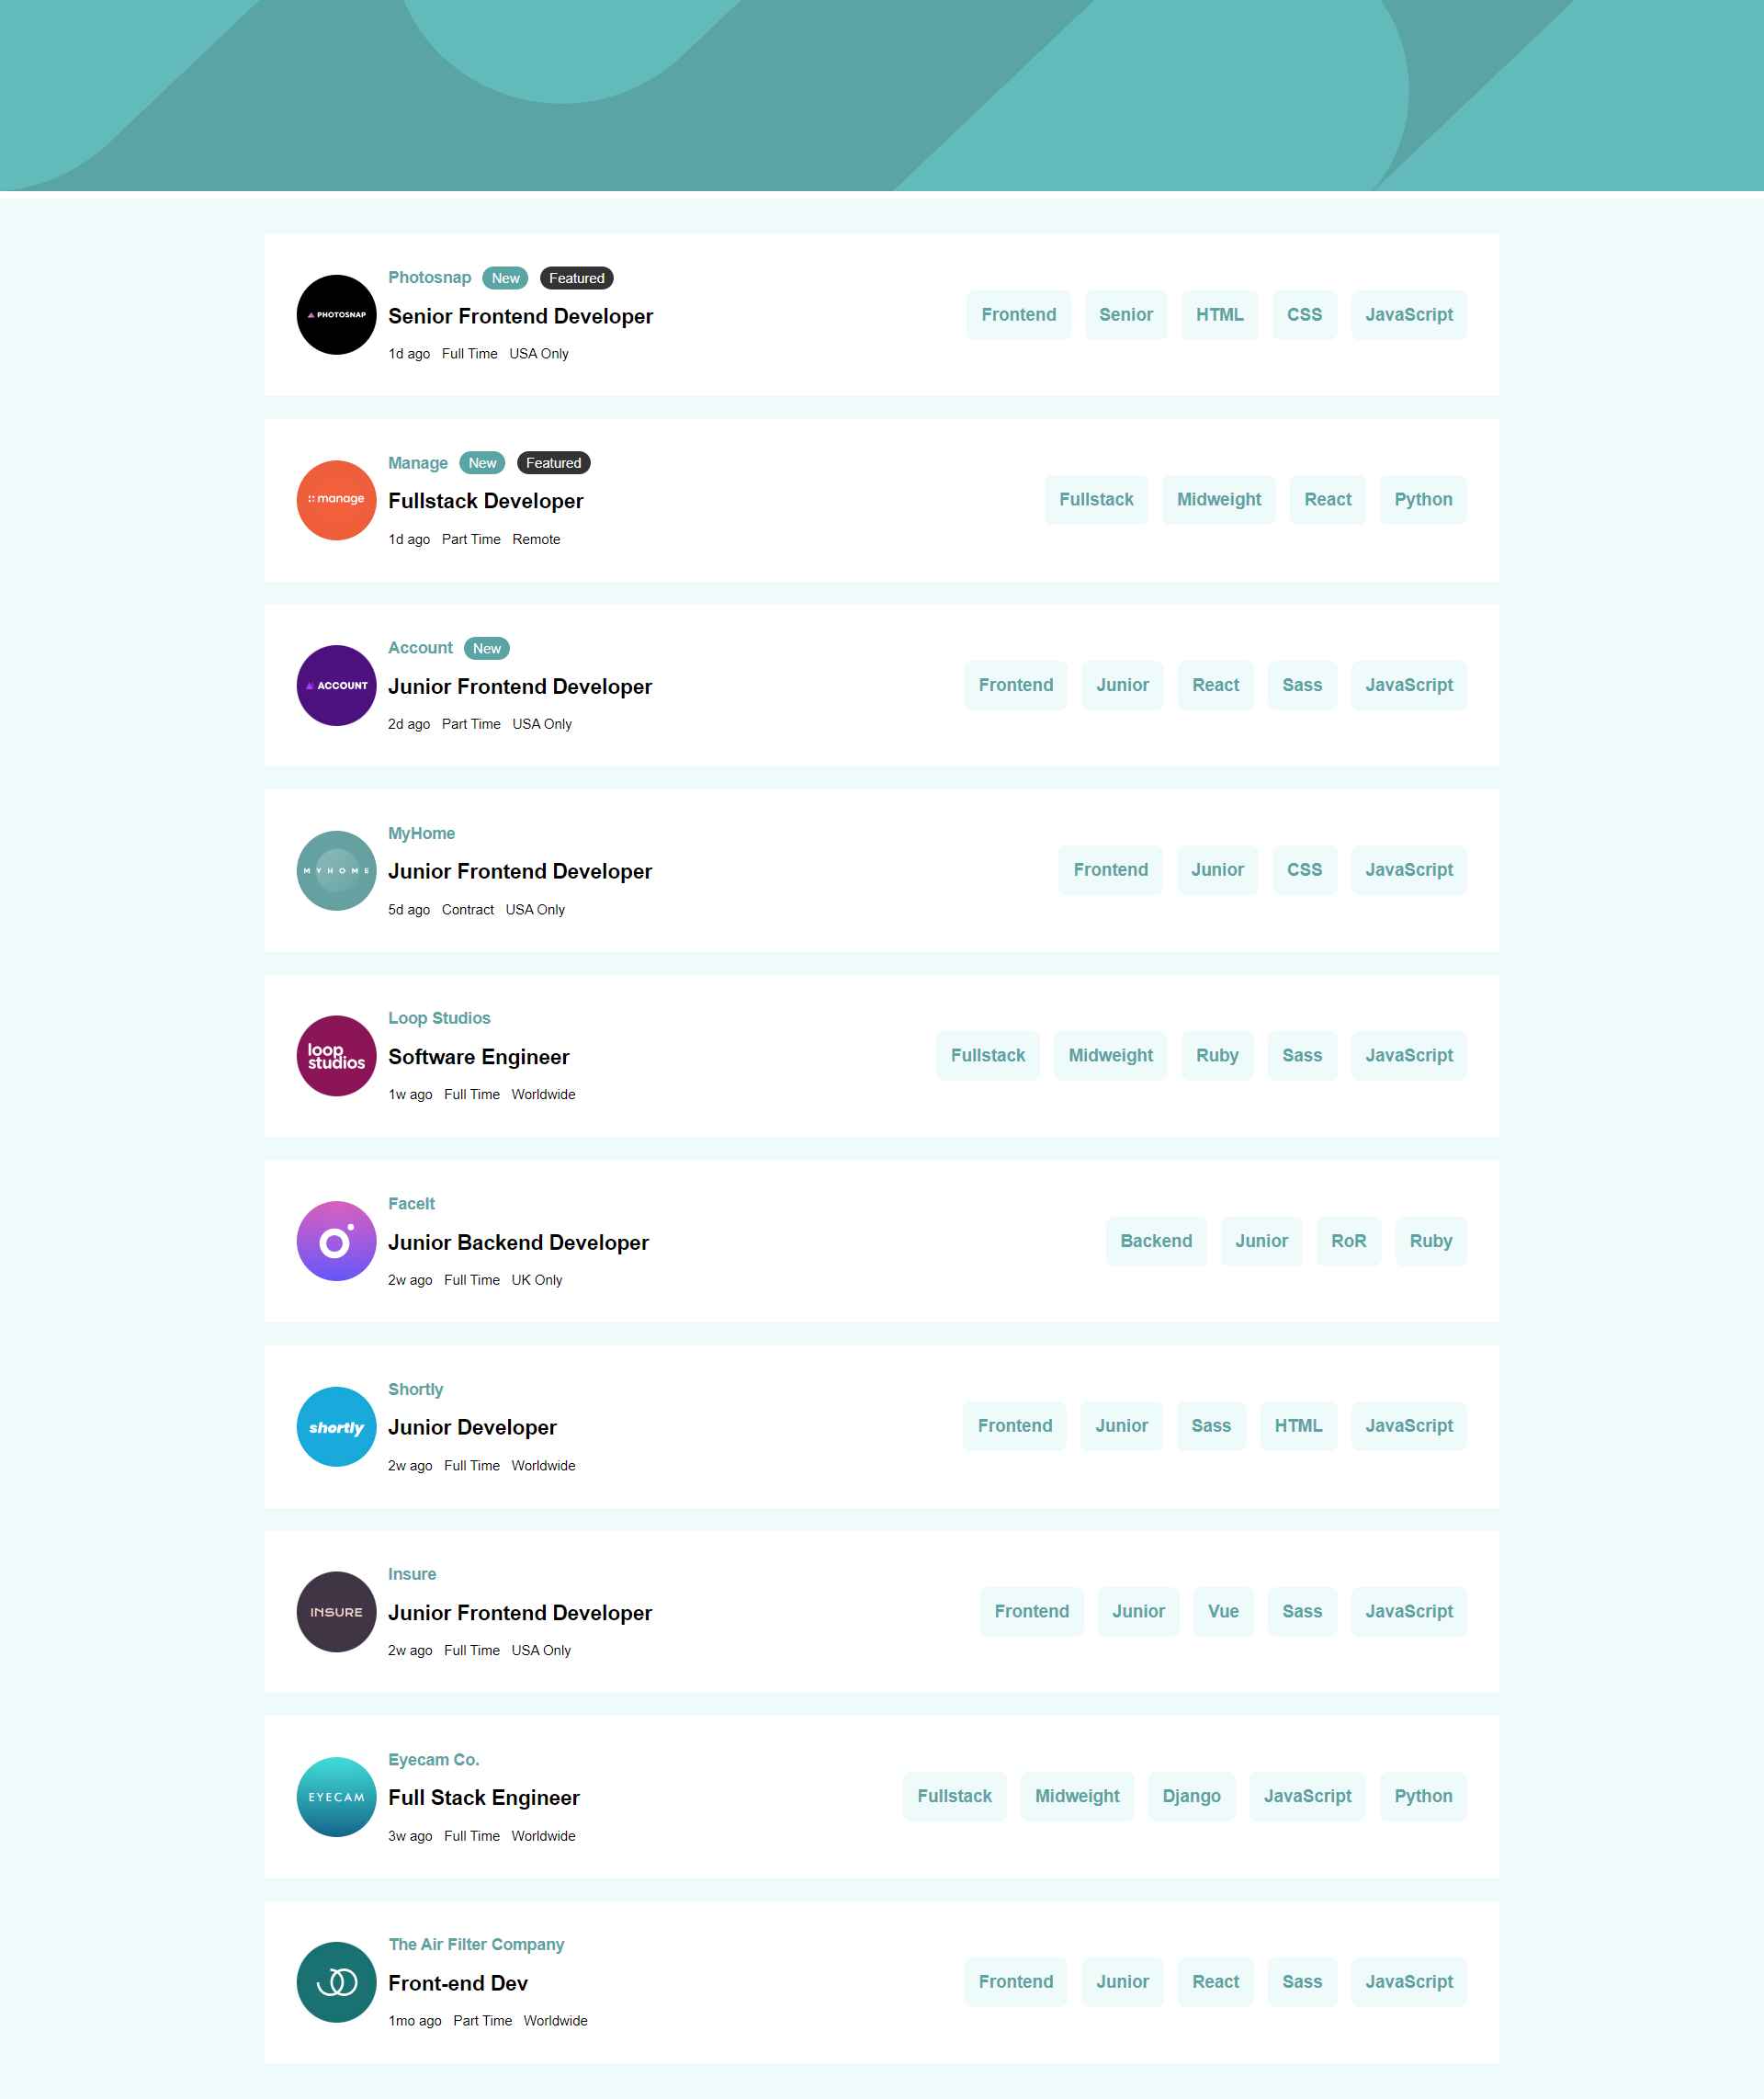 Photosnap New Featured
PHOTOSNAP
Senior Frontend Developer
1d ago Full Time USA Only
Frontend Senior HTML CSS JavaScript
Manage New Featured
manage
Fullstack Developer
1d ago Part Time Remote
Fullstack Midweight React Python
Account New
ACCOUNT
Junior Frontend Developer
2d ago Part Time USA Only
Frontend Junior React Sass JavaScript
MyHome
MYHOME
Junior Frontend Developer
5d ago Contract USA Only
Frontend Junior CSS JavaScript
Loop Studios
loop
studios
Software Engineer
1w ago Full Time Worldwide
Fullstack Midweight Ruby Sass JavaScript
FaceIt
Junior Backend Developer
2w ago Full Time UK Only
Backend Junior RoR Ruby
Shortly
shortly
Junior Developer
2w ago Full Time Worldwide
Frontend Junior Sass HTML JavaScript
Insure
INSURE
Junior Frontend Developer
2w ago Full Time USA Only
Frontend Junior Vue Sass JavaScript
Eyecam Co.
EYECAM
Full Stack Engineer
3w ago Full Time Worldwide
Fullstack Midweight Django JavaScript Python
The Air Filter Company
Front-end Dev
1mo ago Part Time Worldwide
Frontend Junior React Sass JavaScript